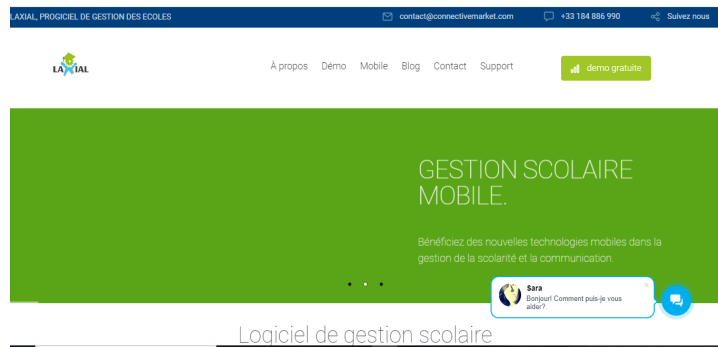 LAXIAL, PROGICIEL DE GESTION DES ECOLES
contact@connectivemarket.com
+33 184 886 990
Suivez nous
LAXIAL
À propos Démo Mobile Blog Contact Support
demo gratuite
GESTION SCOLAIRE
MOBILE.
Bénéficiez des nouvelles technologies mobiles dans la
gestion de la scolarité et la communication.
Sara
Bonjour! Comment puis-je vous
aider?
Logiciel de gestion scolaire